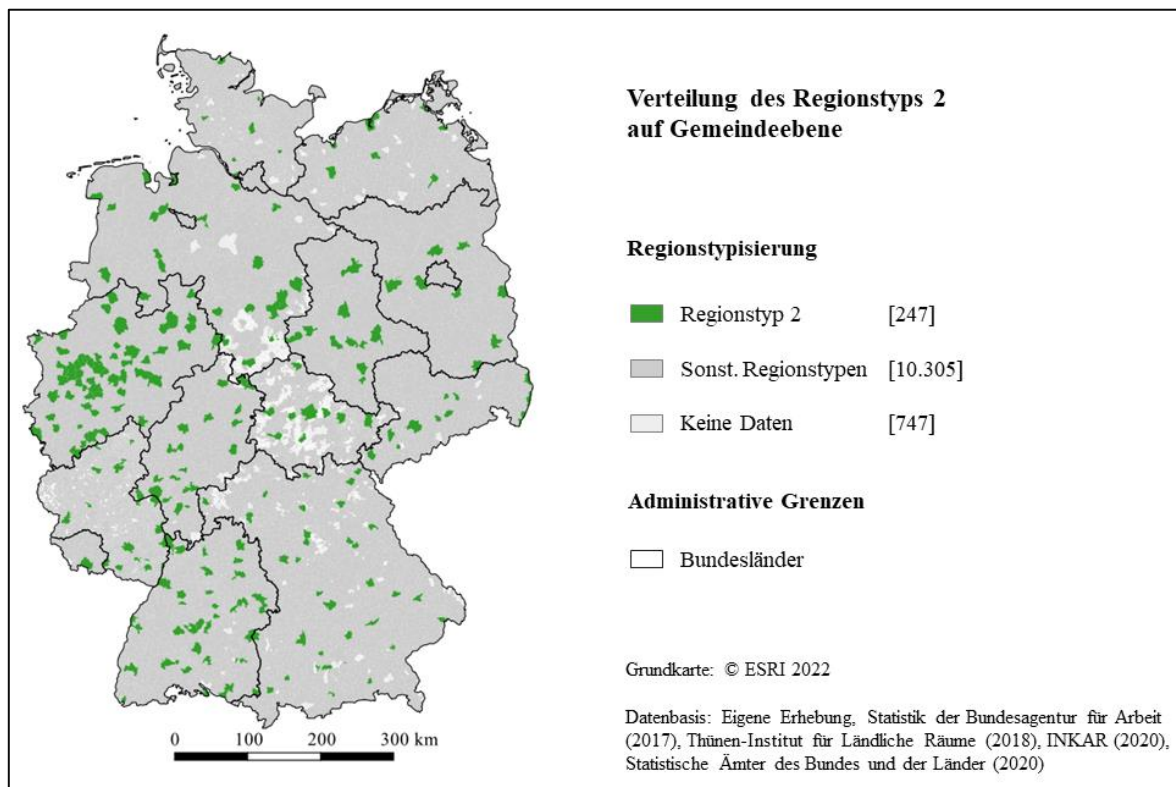 Verteilung des Regionstyps 2
auf Gemeindeebene
Regionstypisierung
Regionstyp 2 [247]
Sonst. Regionstypen [10.305]
Keine Daten [747]
Administrative Grenzen
Bundesländer
Grundkarte: © ESRI 2022
Datenbasis: Eigene Erhebung, Statistik der Bundesagentur für Arbeit
(2017), Thünen-Institut für Ländliche Räume (2018), INKAR (2020),
Statistische Ämter des Bundes und der Länder (2020)
0 100 200 300 km